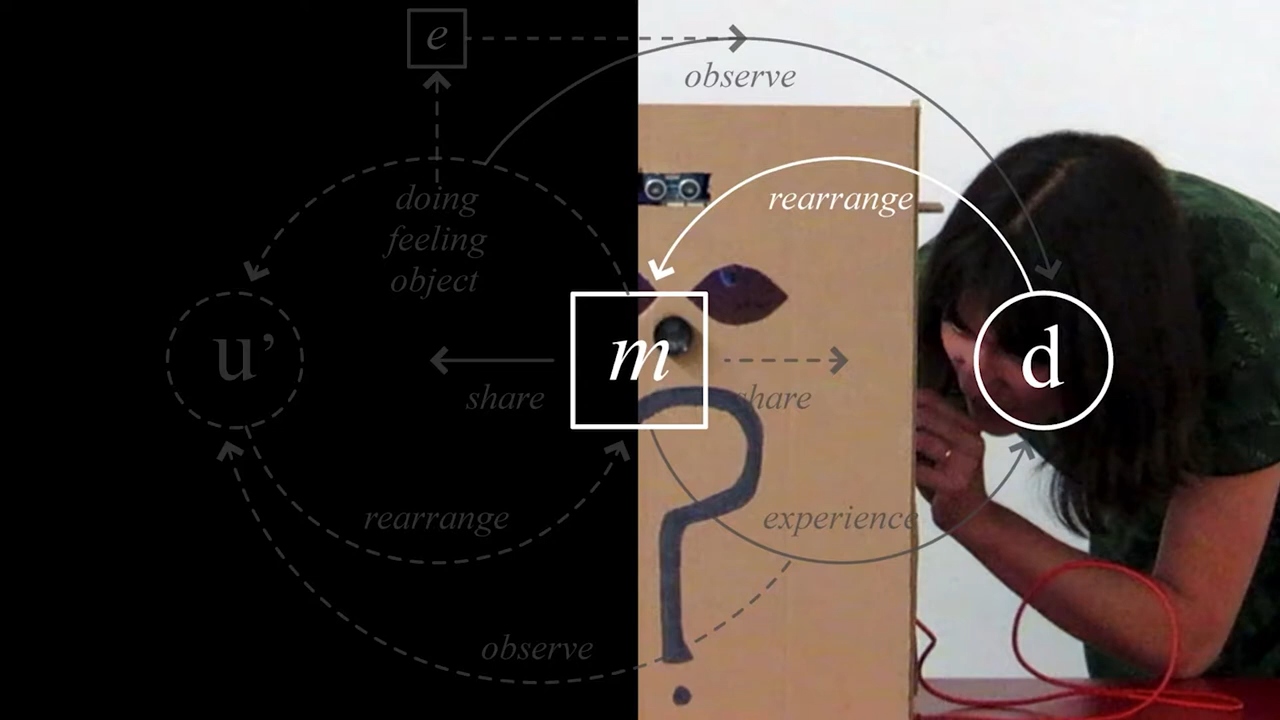 e
observe
rearrange
doing
feeling
object
u’
m
d
share
share
rearrange
experience
observe
?